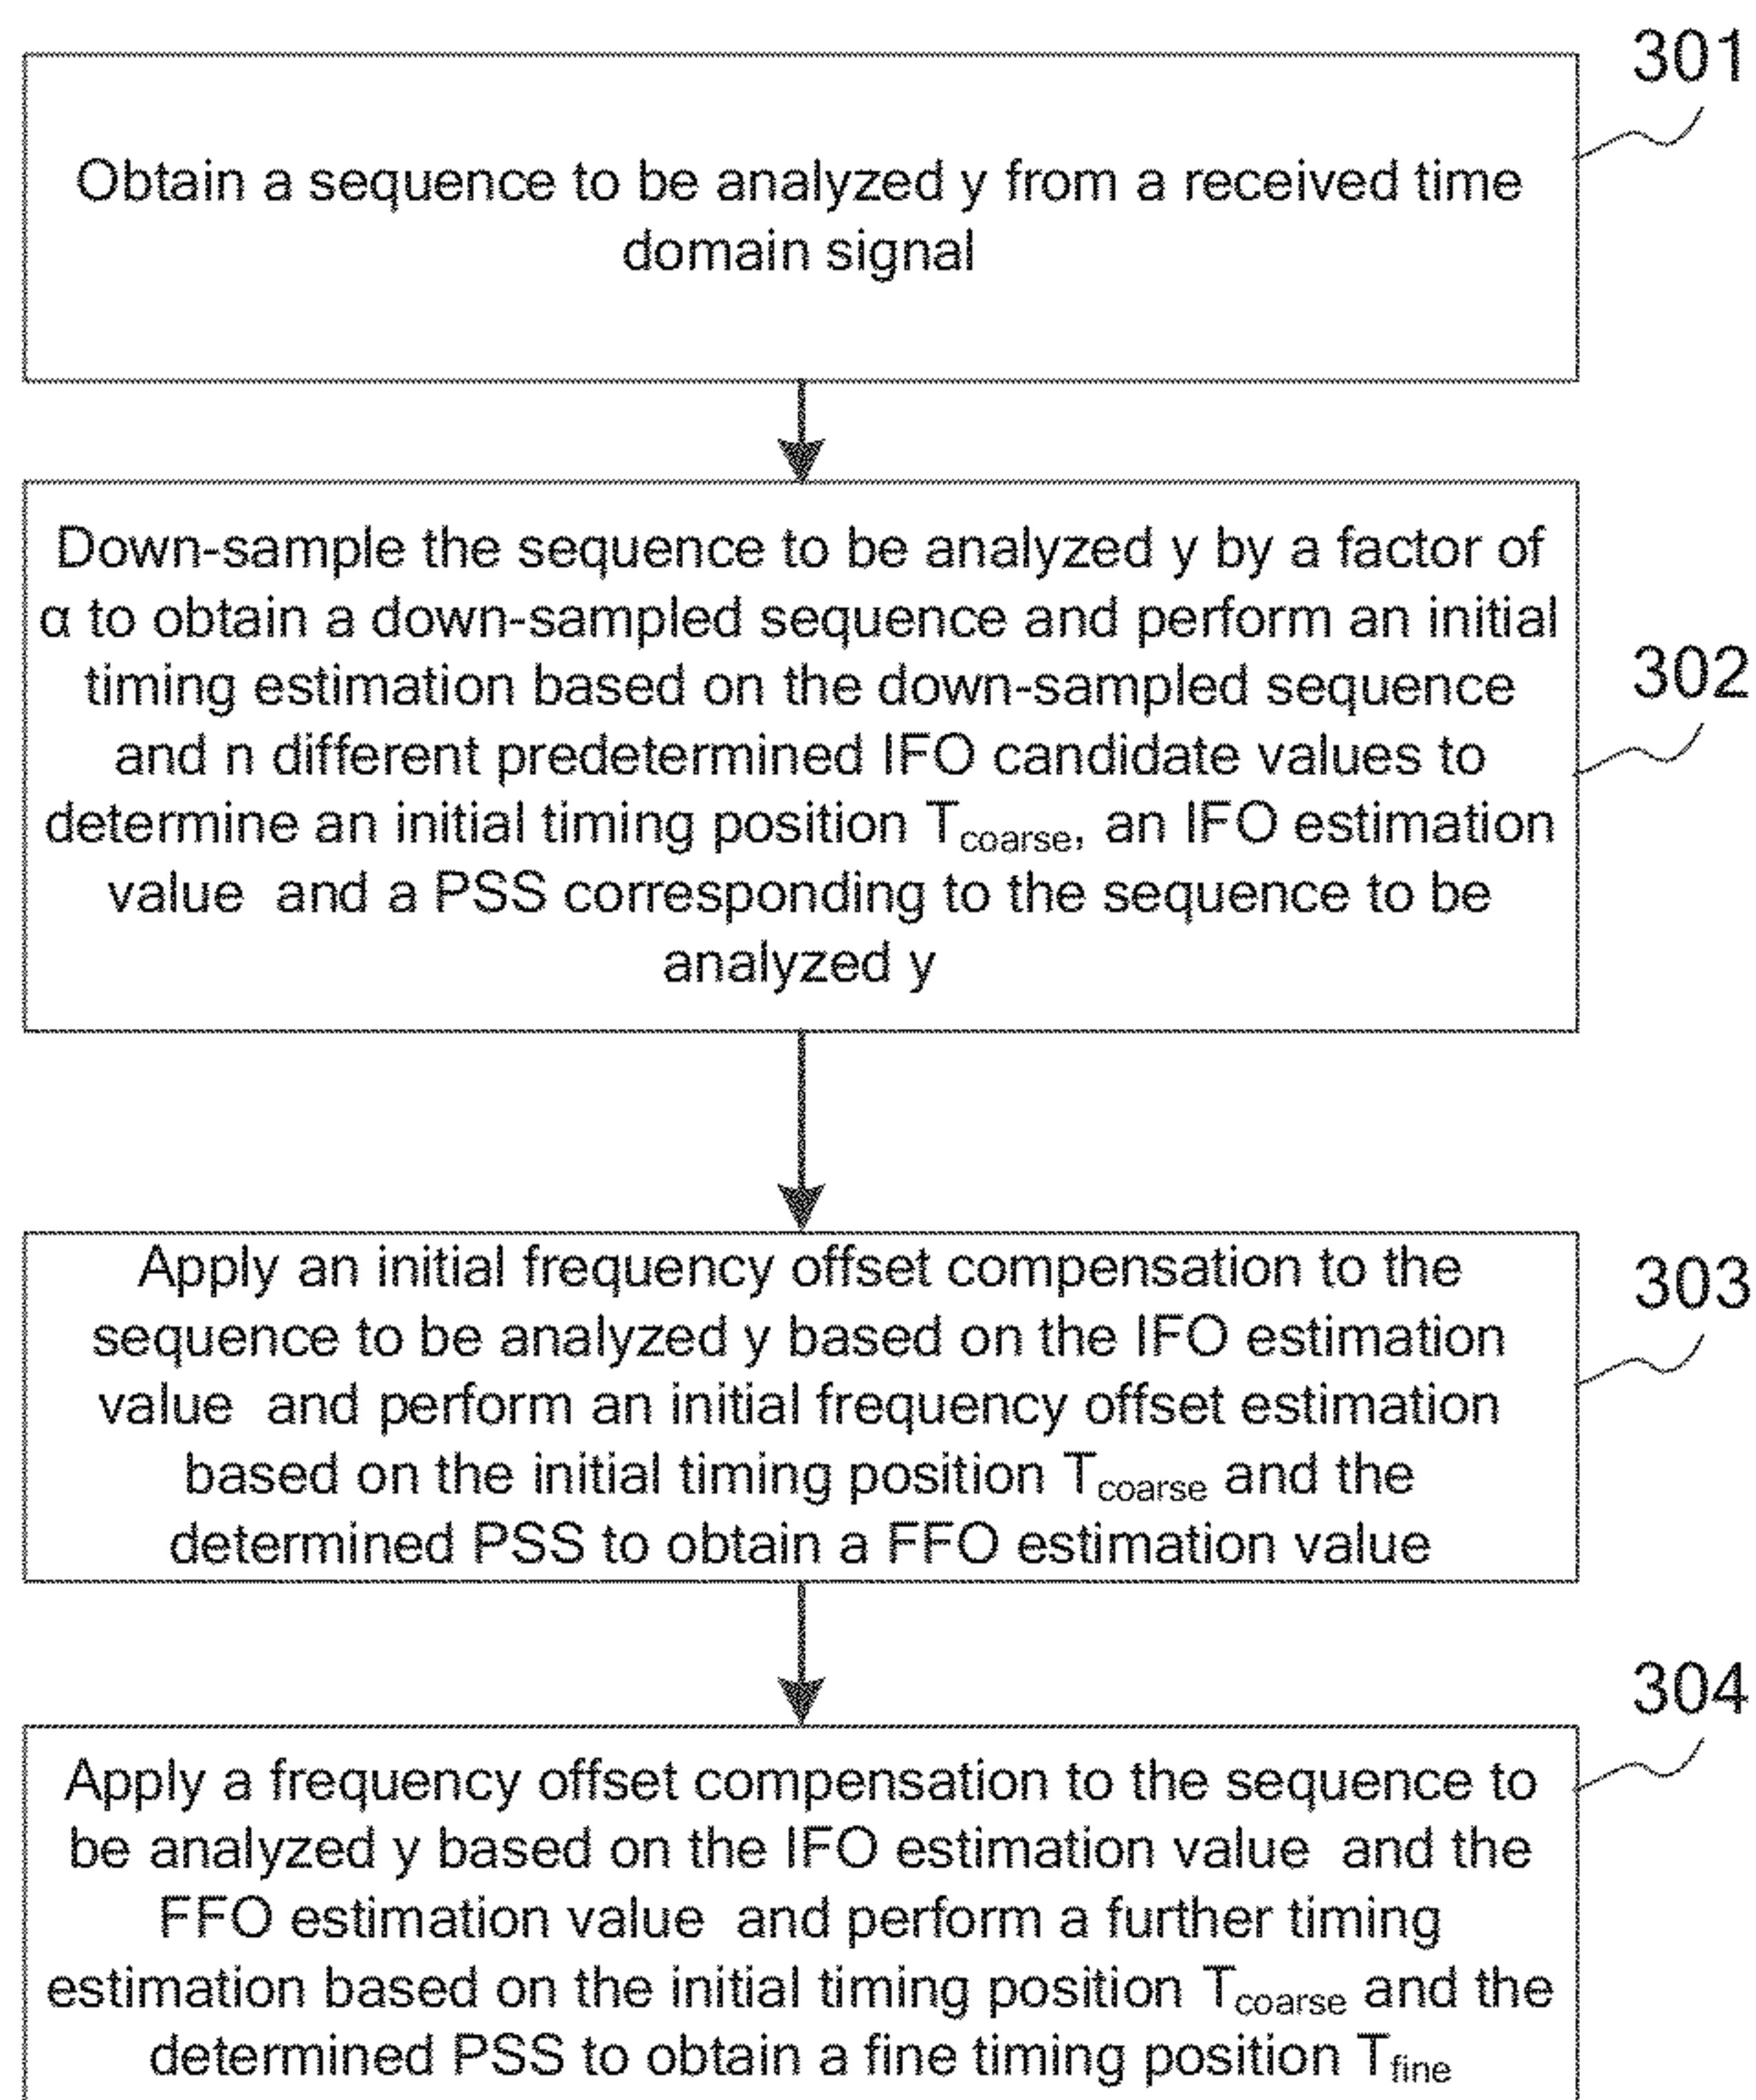 301
Obtain a sequence to be analyzed y from a received time
domain signal
Down-sample the sequence to be analyzed y by a factor of
α to obtain a down-sampled sequence and perform an initial
timing estimation based on the down-sampled sequence
and n different predetermined IFO candidate values to
determine an initial timing position Tcoarse, an IFO estimation
value and a PSS corresponding to the sequence to be
analyzed y
302
Apply an initial frequency offset compensation to the
sequence to be analyzed y based on the IFO estimation
value and perform an initial frequency offset estimation
based on the initial timing position Tcoarse and the
determined PSS to obtain a FFO estimation value
303
304
Apply a frequency offset compensation to the sequence to
be analyzed y based on the IFO estimation value and the
FFO estimation value and perform a further timing
estimation based on the initial timing position Tcoarse and the
determined PSS to obtain a fine timing position Tfine